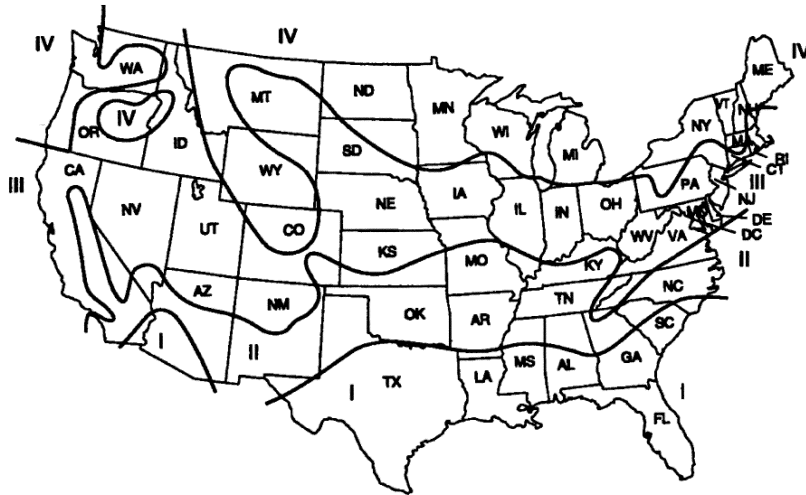 IV
IV
IV
WA
MT
ND
MN
ME
VT
NH
OR
IV
ID
WI
NY
MA
SD
MI
RI
CT
III
CA
WY
IA
PA
III
NJ
NV
NE
IL
IN
OH
MD
DE
UT
CO
WV
VA
DC
KS
MO
KY
II
AZ
NM
TN
NC
OK
AR
SC
I
II
MS
AL
GA
I
TX
LA
I
FL